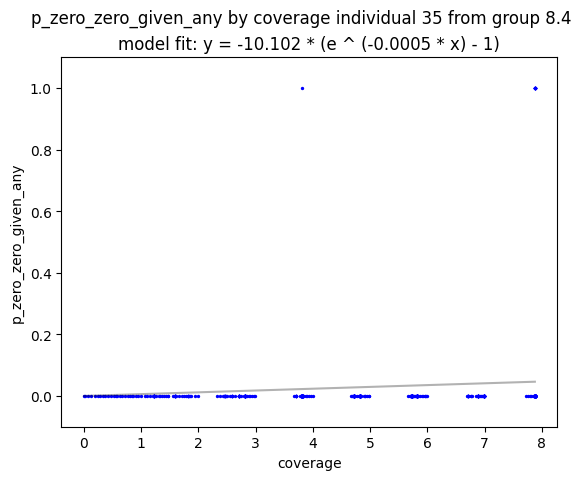 p_zero_zero_given_any by coverage individual 35 from group 8.4
model fit: y = -10.102 * (e ^ (-0.0005 * x) - 1)
1.0
0.8
0.6
0.4
0.2
0.0
p_zero_zero_given_any
0 1 2 3 4 5 6 7 8
coverage